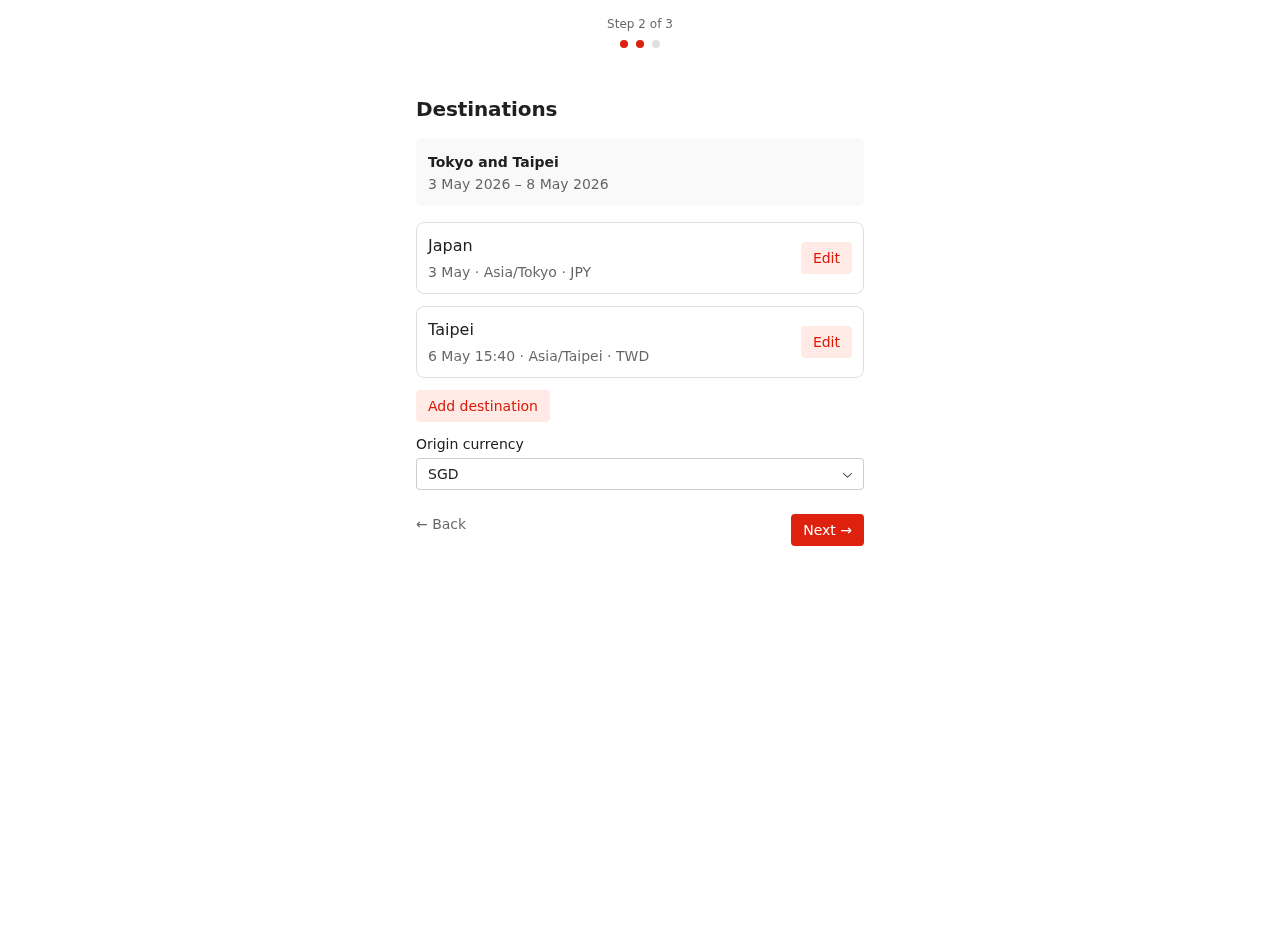 Step 2 of 3
Destinations
Tokyo and Taipei
3 May 2026 – 8 May 2026
Japan
3 May · Asia/Tokyo · JPY
Edit
Taipei
6 May 15:40 · Asia/Taipei · TWD
Edit
Add destination
Origin currency
SGD
← Back
Next →